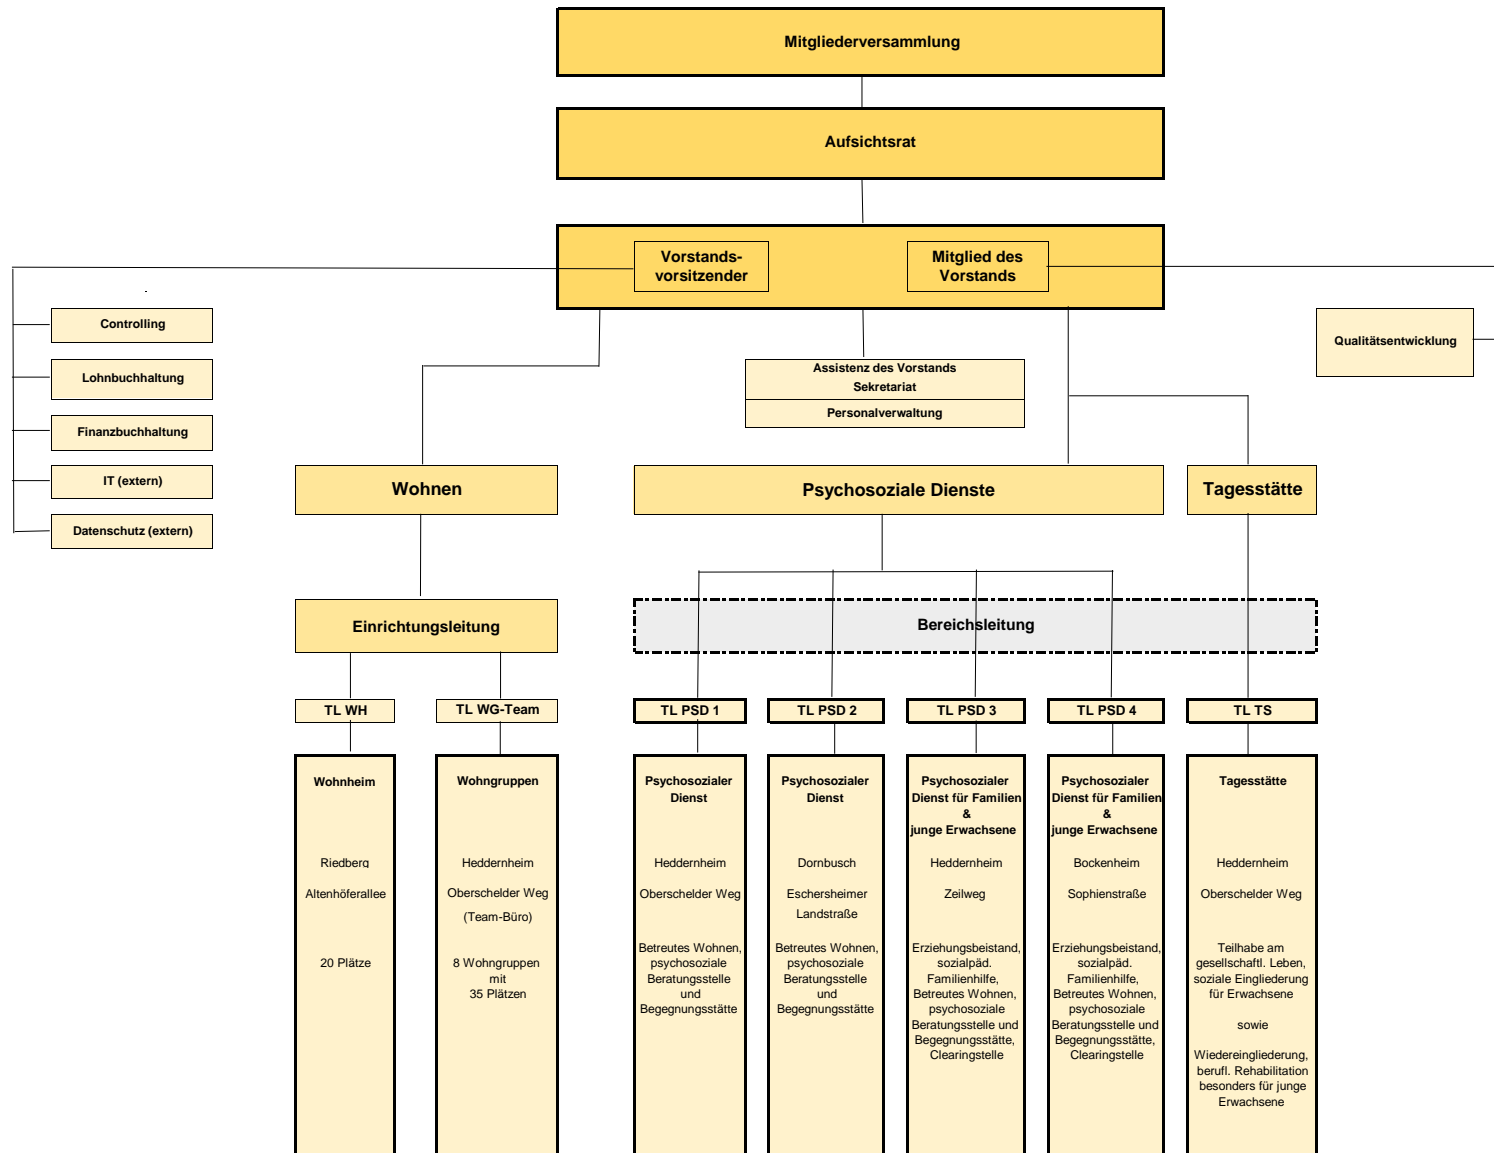 Mitgliederversammlung
Aufsichtsrat
Vorstands-
vorsitzender
Mitglied des
Vorstands
Controlling
Lohnbuchhaltung
Finanzbuchhaltung
IT (extern)
Datenschutz (extern)
Assistenz des Vorstands
Sekretariat
Personalverwaltung
Qualitätsentwicklung
Wohnen
Psychosoziale Dienste
Tagesstätte
Einrichtungsleitung
Bereichsleitung
TL WH
TL WG-Team
TL PSD 1
TL PSD 2
TL PSD 3
TL PSD 4
TL TS
Wohnheim
Riedberg
Altenhöferallee
20 Plätze
Wohngruppen
Heddernheim
Oberschelder Weg
(Team-Büro)
8 Wohngruppen
mit
35 Plätzen
Psychosozialer
Dienst
Heddernheim
Oberschelder Weg
Betreutes Wohnen,
psychosoziale
Beratungsstelle
und
Begegnungsstätte
Psychosozialer
Dienst
Dornbusch
Eschersheimer
Landstraße
Betreutes Wohnen,
psychosoziale
Beratungsstelle
und
Begegnungsstätte
Psychosozialer
Dienst für Familien
&
junge Erwachsene
Heddernheim
Zeilweg
Erziehungsbeistand,
sozialpäd.
Familienhilfe,
Betreutes Wohnen,
psychosoziale
Beratungsstelle und
Begegnungsstätte,
Clearingstelle
Psychosozialer
Dienst für Familien
&
junge Erwachsene
Bockenheim
Sophienstraße
Erziehungsbeistand,
sozialpäd.
Familienhilfe,
Betreutes Wohnen,
psychosoziale
Beratungsstelle und
Begegnungsstätte,
Clearingstelle
Tagesstätte
Heddernheim
Oberschelder Weg
Teilhabe am
gesellschaftl. Leben,
soziale Eingliederung
für Erwachsene
sowie
Wiedereingliederung,
berufl. Rehabilitation
besonders für junge
Erwachsene